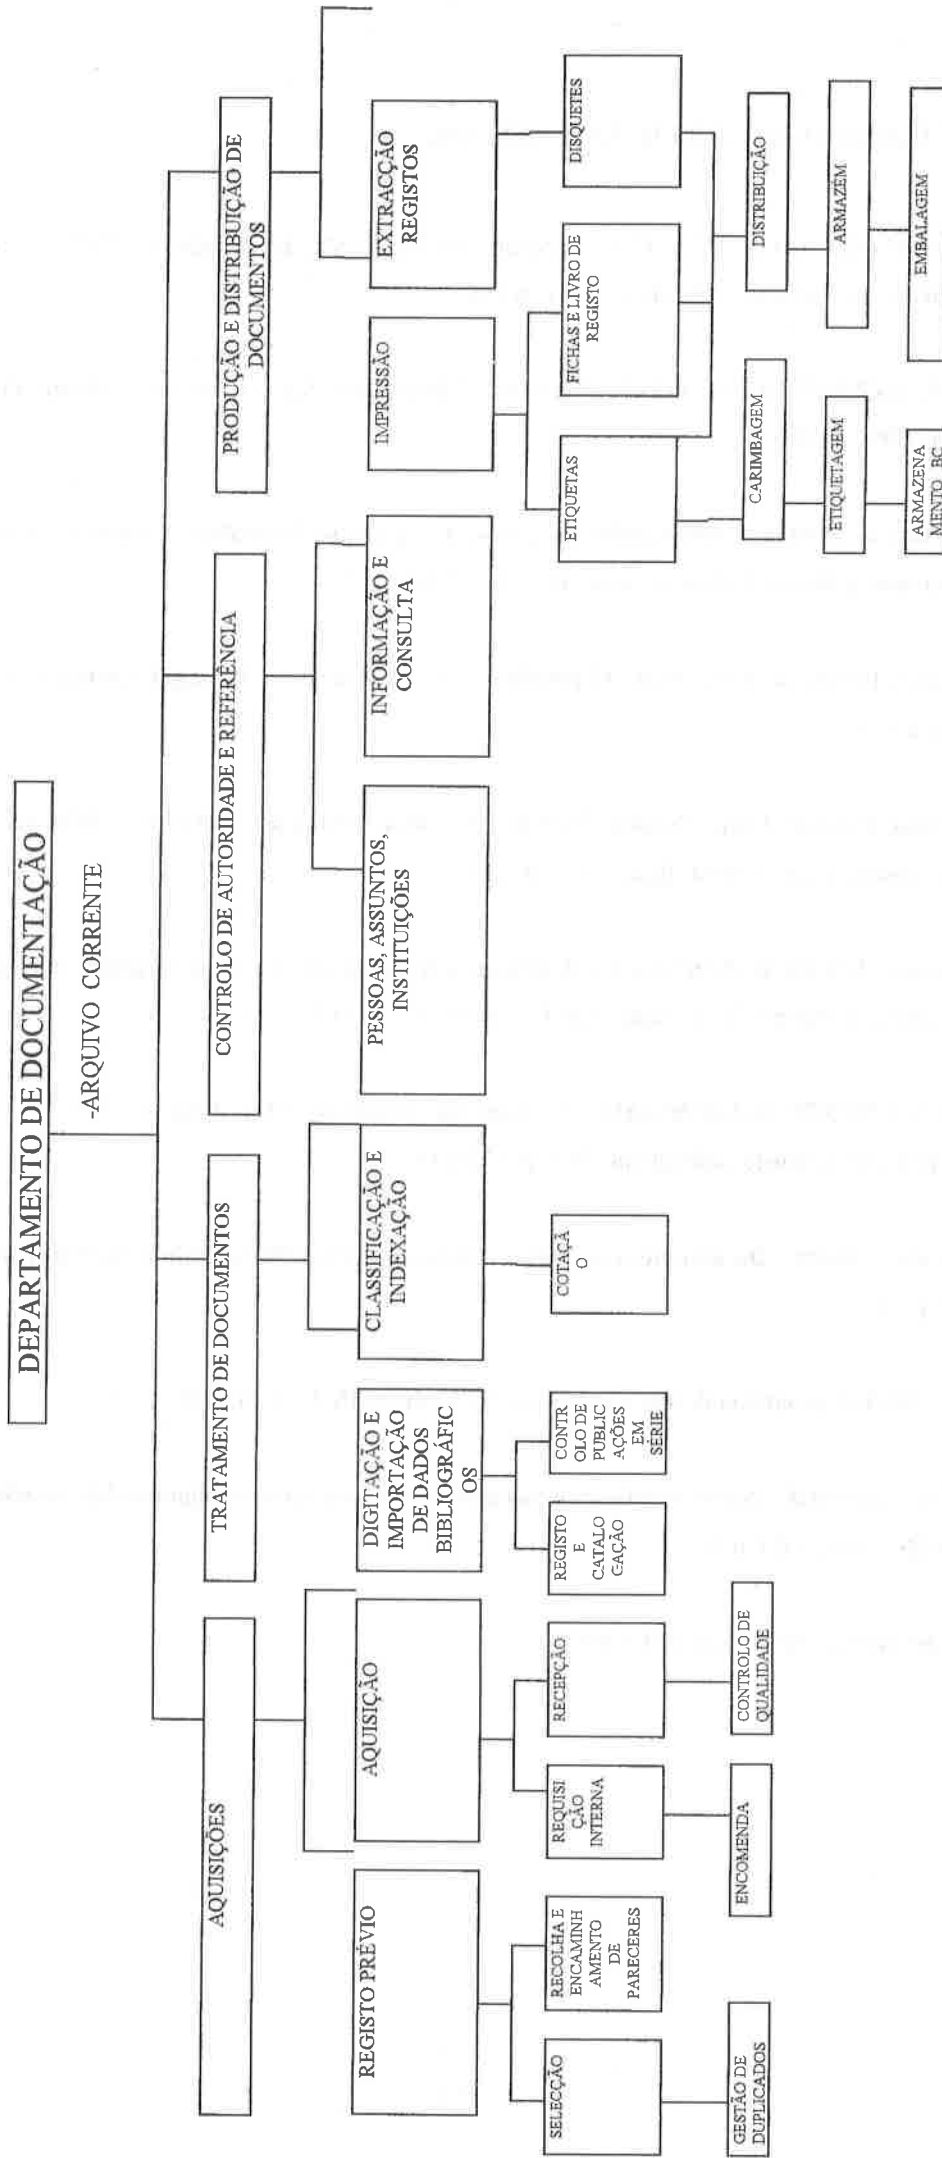 DEPARTAMENTO DE DOCUMENTAÇÃO
-ARQUIVO CORRENTE
AQUISIÇÕES
TRATAMENTO DE DOCUMENTOS
CONTROLO DE AUTORIDADE E REFERÊNCIA
PRODUÇÃO E DISTRIBUIÇÃO DE
DOCUMENTOS
REGISTO PRÉVIO
AQUISIÇÃO
DIGITAÇÃO E
IMPORTAÇÃO
DE DADOS
BIBLIOGRÁFIC
OS
CLASSIFICAÇÃO E
INDEXAÇÃO
PESSOAS, ASSUNTOS,
INSTITUIÇÕES
INFORMAÇÃO E
CONSULTA
IMPRESSÃO
EXTRACÇÃO
REGISTOS
SELECÇÃO
RECOLHA E
ENCAMINH
AMENTO
DE
PARECERES
REQUISI
ÇÃO
INTERNA
RECEPÇÃO
REGISTO
E
CATALO
GAÇÃO
CONTR
OLO DE
PUBLIC
AÇÕES
EM
SÉRIE
COTAÇÃ
O
ETIQUETAS
FICHAS E LIVRO DE
REGISTO
DISQUETES
GESTÃO DE
DUPLICADOS
ENCOMENDA
CONTROLO DE
QUALIDADE
CARIMBAGEM
DISTRIBUIÇÃO
ETIQUETAGEM
ARMAZÉM
ARMAZENA
MENTO BC
EMBALAGEM